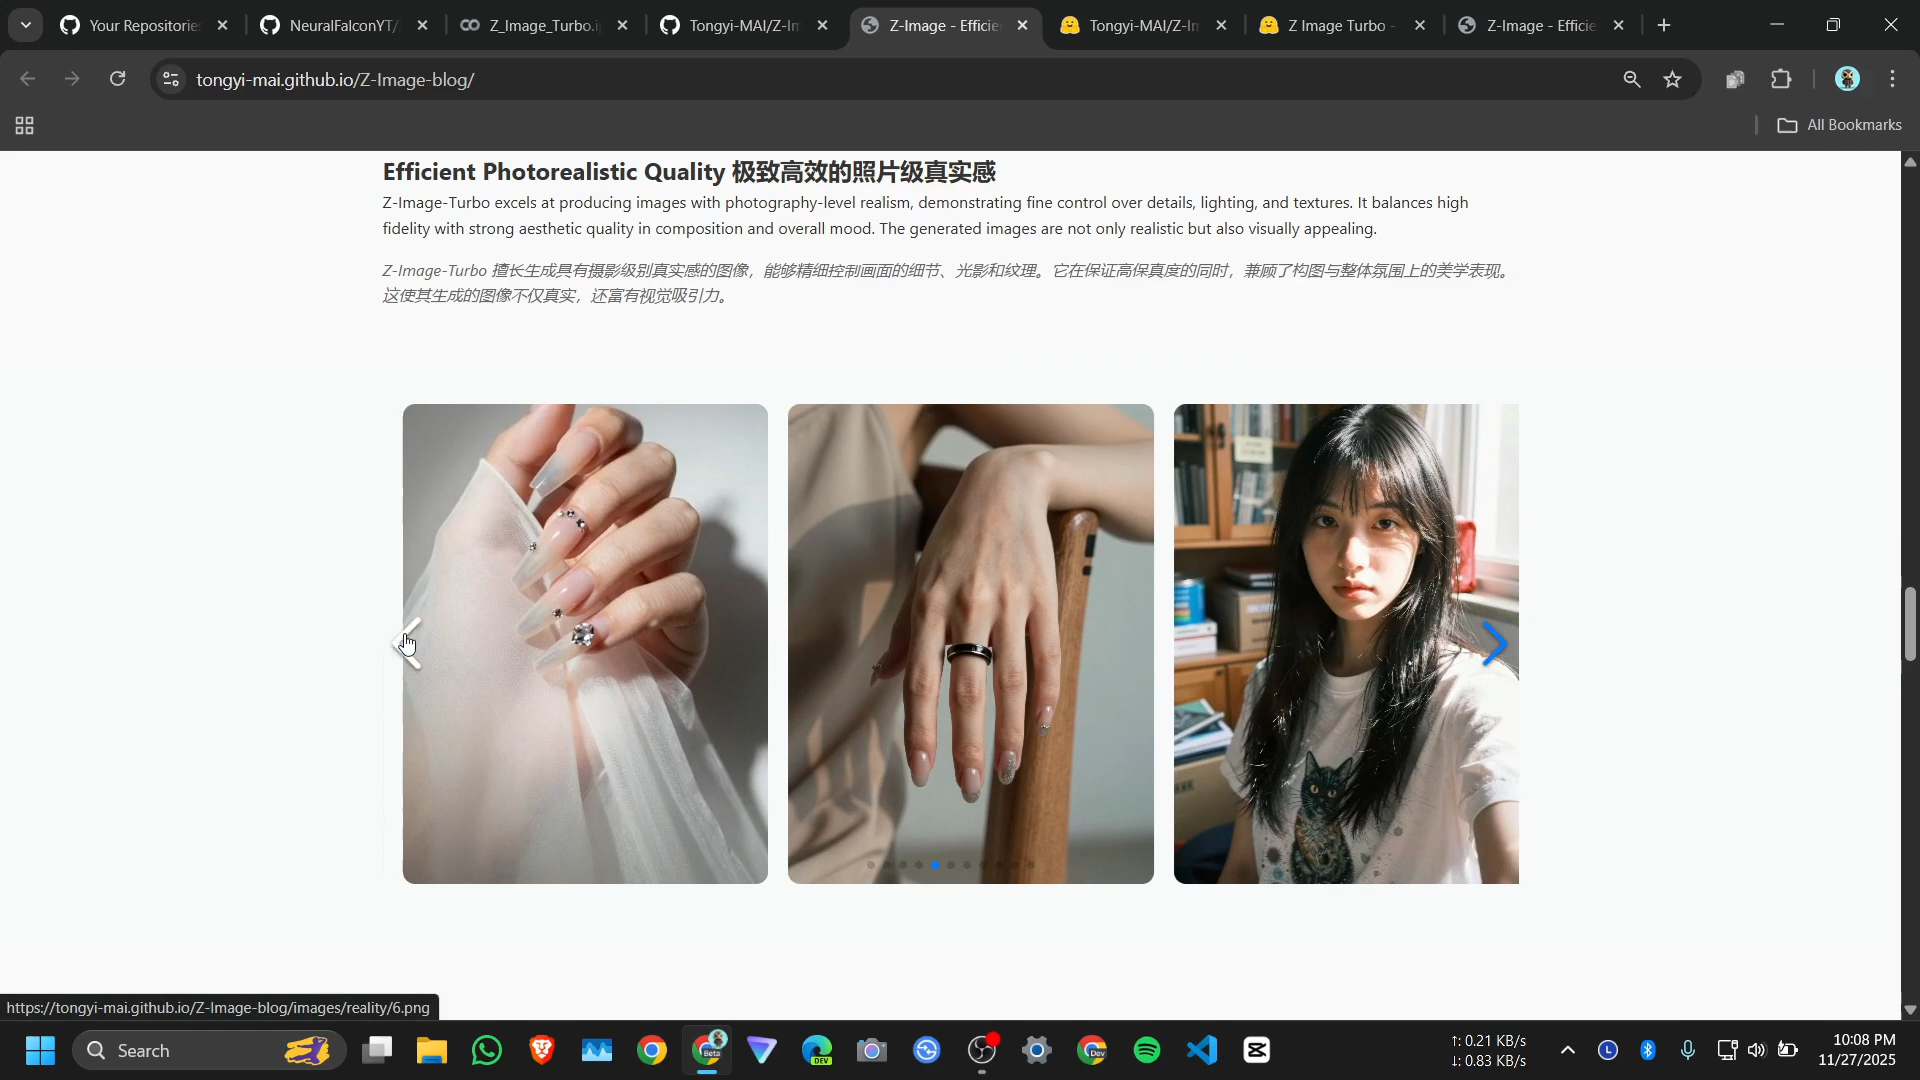 Your Repositories
NeuralFalconYT/
Z_Image_Turbo.i
Tongyi-MAI/Z-Im
Z-Image - Efficie
Tongyi-MAI/Z-Im
Z Image Turbo -
Z-Image - Efficie
tongyi-mai.github.io/Z-Image-blog/
All Bookmarks
Efficient Photorealistic Quality 极致高效的照片级真实感
Z-Image-Turbo excels at producing images with photography-level realism, demonstrating fine control over details, lighting, and textures. It balances high
fidelity with strong aesthetic quality in composition and overall mood. The generated images are not only realistic but also visually appealing.
Z-Image-Turbo 擅长生成具有摄影级别真实感的图像，能够精细控制画面的细节、光影和纹理。它在保证高保真度的同时，兼顾了构图与整体氛围上的美学表现。
这使其生成的图像不仅真实，还富有视觉吸引力。
https://tongyi-mai.github.io/Z-Image-blog/images/reality/6.png
Search
Beta
DEV
Dev
↑: 0.21 KB/s
↓: 0.83 KB/s
10:08 PM
11/27/2025